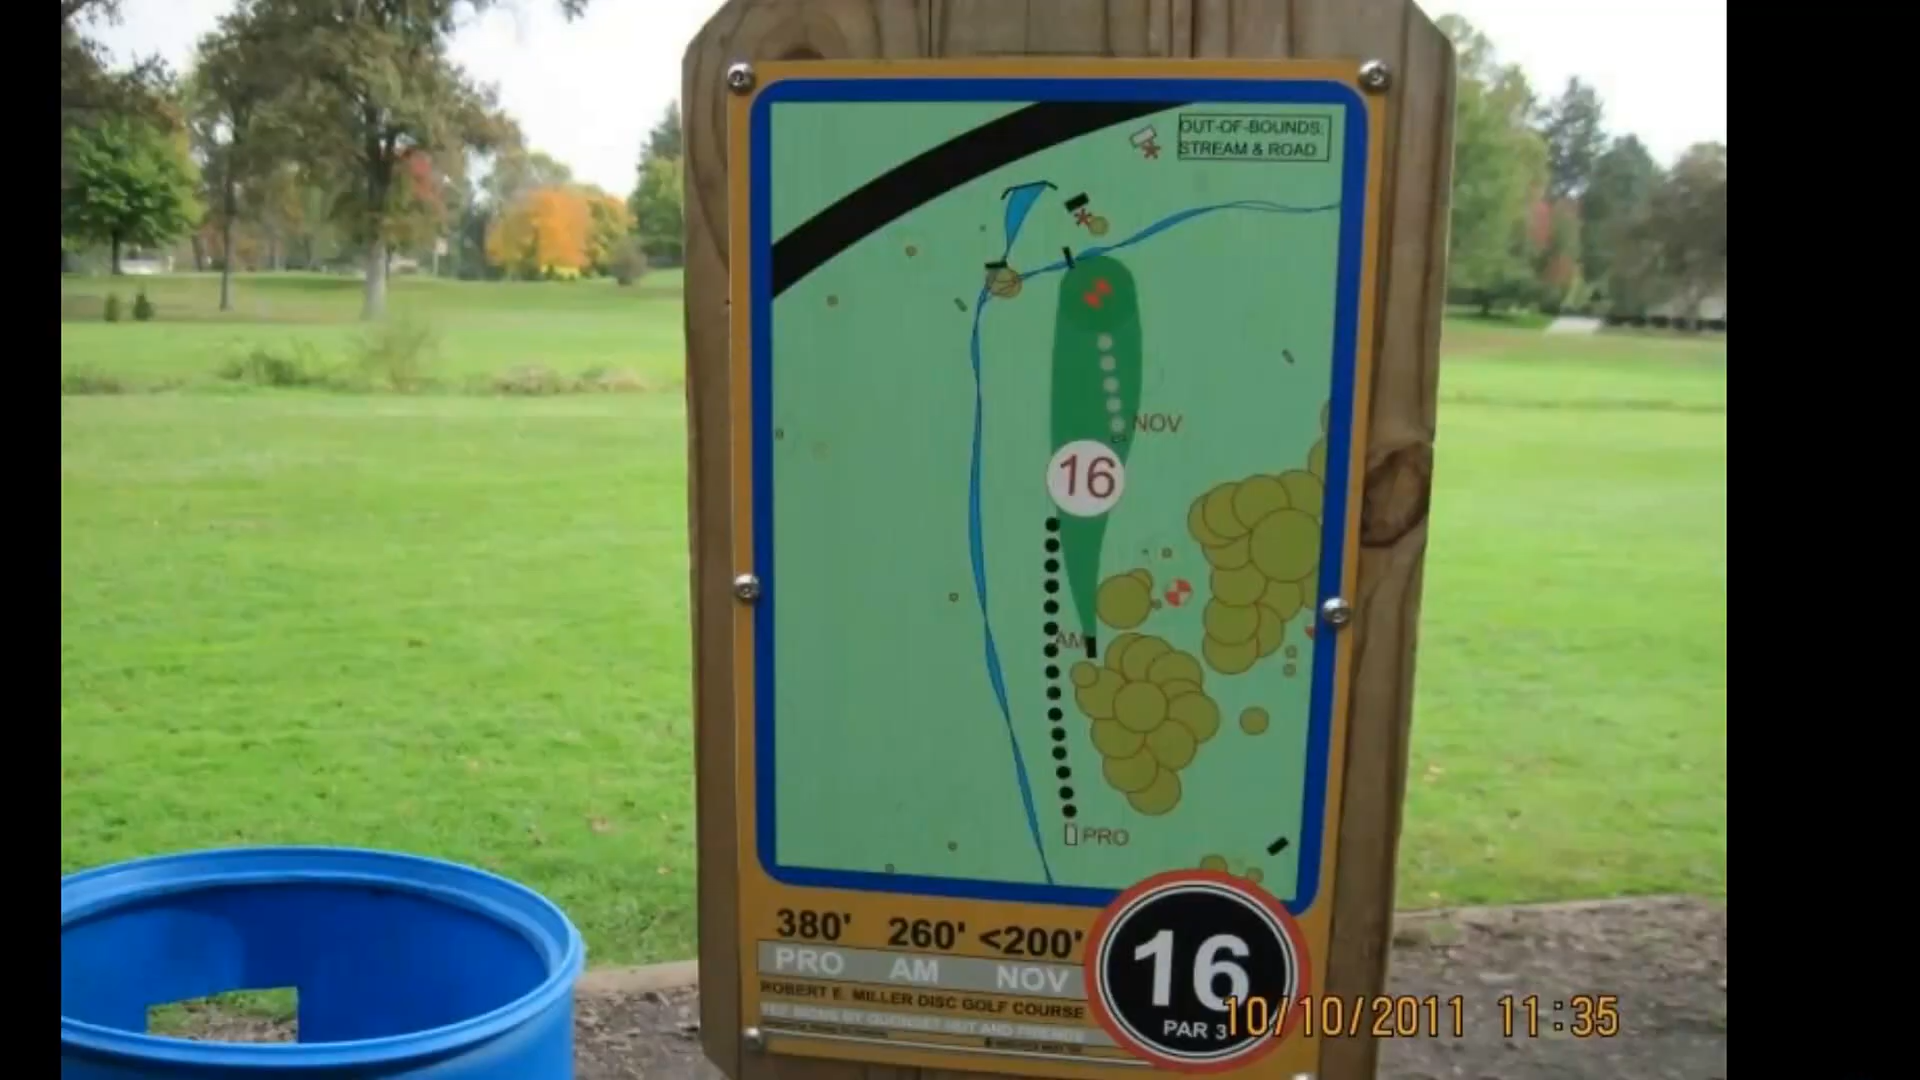 OUT-OF-BOUNDS:
STREAM & ROAD
NOV
16
AM
PRO
380' 260' <200'
PRO AM NOV
ROBERT E. MILLER DISC GOLF COURSE
16
PAR 3
10/10/2011 11:35